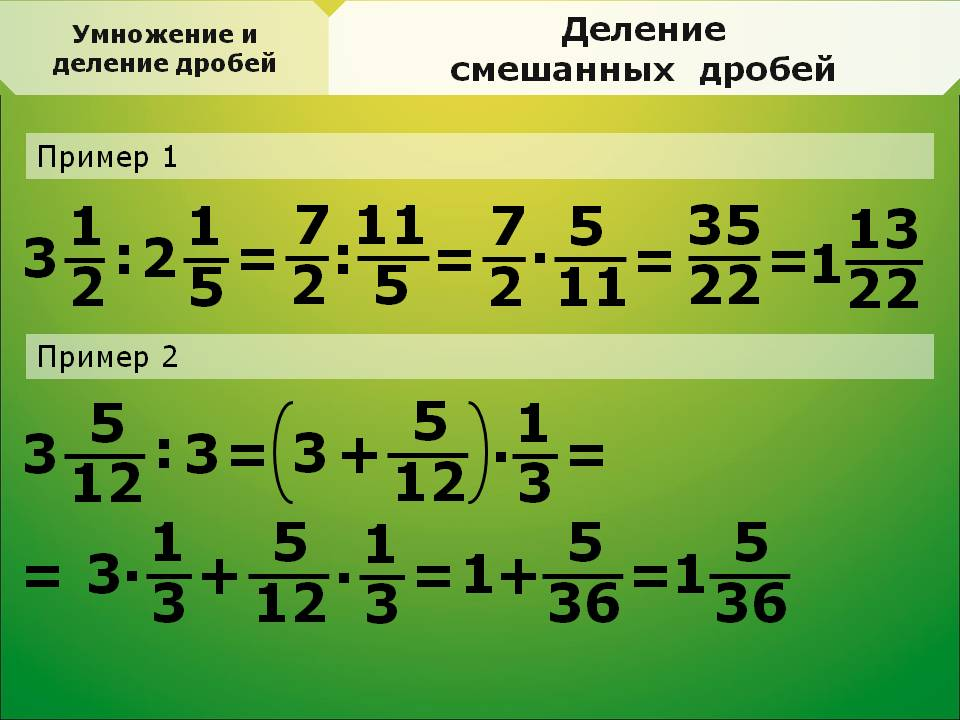 Умножение и
деление дробей
Деление
смешанных дробей
Пример 1
3 1/2 : 2 1/5 = 7/2 : 11/5 = 7/2 · 5/11 = 35/22 = 1 13/22
Пример 2
3 5/12 : 3 = (3 + 5/12) · 1/3 =
= 3 · 1/3 + 5/12 · 1/3 = 1 + 5/36 = 1 5/36